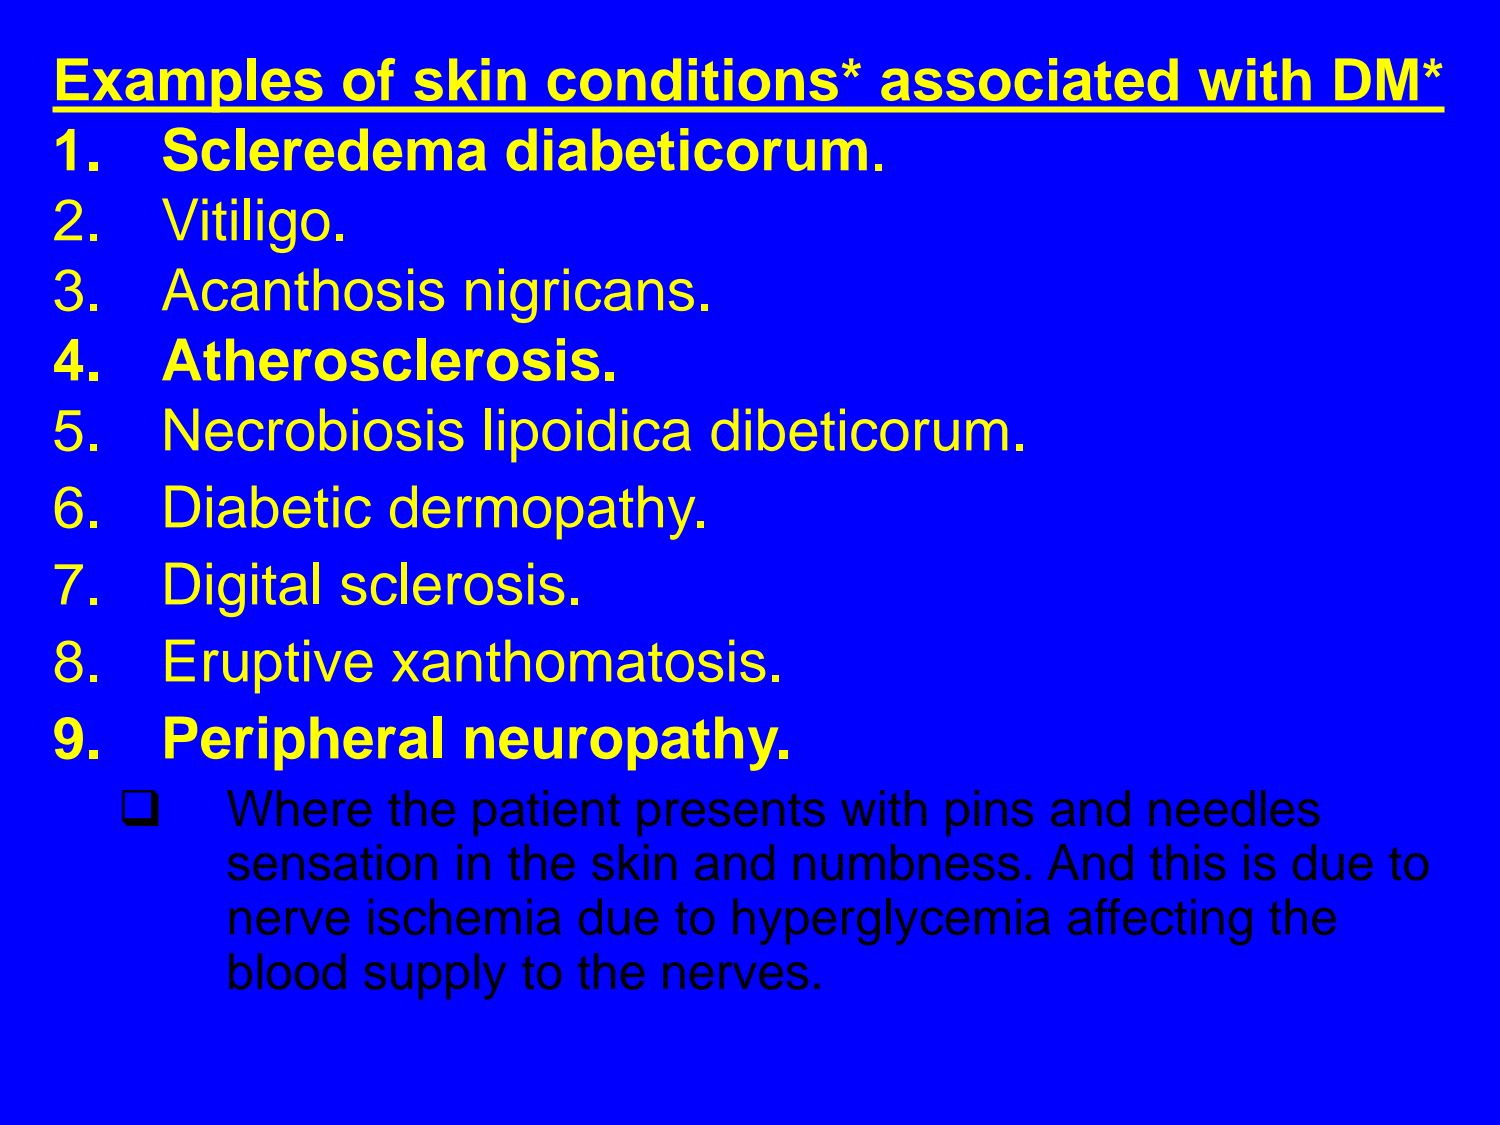 Examples of skin conditions* associated with DM*
1. Scleredema diabeticorum.
2. Vitiligo.
3. Acanthosis nigricans.
4. Atherosclerosis.
5. Necrobiosis lipoidica dibeticorum.
6. Diabetic dermopathy.
7. Digital sclerosis.
8. Eruptive xanthomatosis.
9. Peripheral neuropathy.
❑ Where the patient presents with pins and needles
sensation in the skin and numbness. And this is due to
nerve ischemia due to hyperglycemia affecting the
blood supply to the nerves.